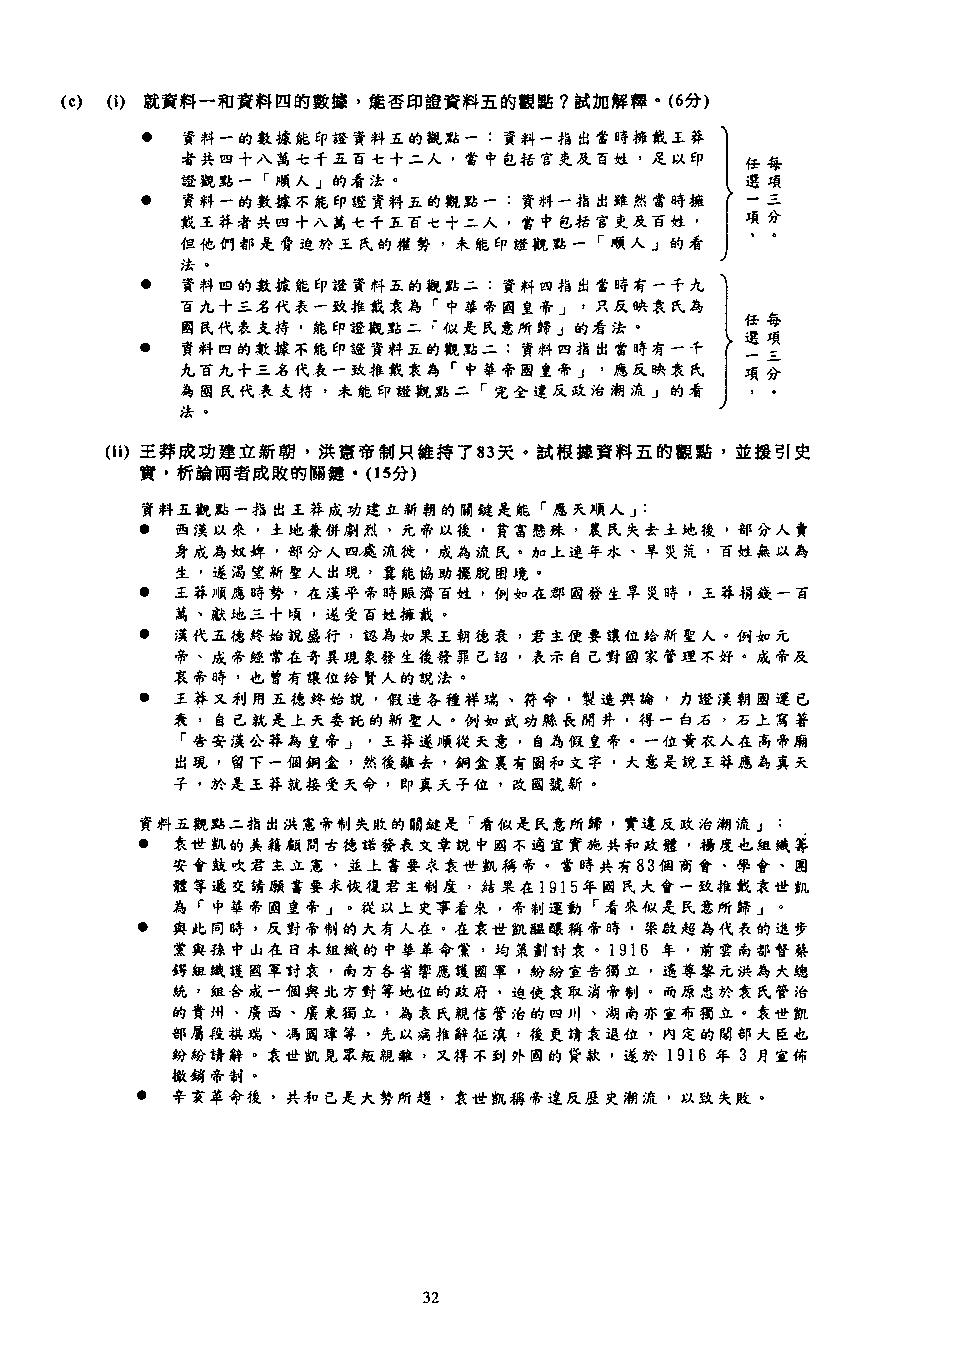 (c) (i) 就資料一和資料四的數據，能否印證資料五的觀點？試加解釋。(6分)
● 資料一的數據能印證資料五的觀點一：資料一指出當時擁戴王莽
者共四十八萬七千五百七十二人，當中包括官吏及百姓，足以印
證觀點一「順人」的看法。
● 資料一的數據不能印證資料五的觀點一：資料一指出雖然當時擁
戴王莽者共四十八萬七千五百七十二人，當中包括官吏及百姓，
但他們都是脅迫於王氏的權勢，未能印證觀點一「順人」的看
法。
每項三分。
任選一項，
● 資料四的數據能印證資料五的觀點二：資料四指出當時有一千九
百九十三名代表一致推戴袁為「中華帝國皇帝」，只反映袁氏為
國民代表支持，能印證觀點二「似是民意所歸」的看法。
● 資料四的數據不能印證資料五的觀點二：資料四指出當時有一千
九百九十三名代表一致推戴袁為「中華帝國皇帝」，應反映袁氏
為國民代表支持，未能印證觀點二「完全違反政治潮流」的看
法。
每項三分。
任選一項，
(ii) 王莽成功建立新朝，洪憲帝制只維持了83天。試根據資料五的觀點，並援引史
實，析論兩者成敗的關鍵。(15分)
資料五觀點一指出王莽成功建立新朝的關鍵是能「應天順人」：
● 西漢以來，土地兼併劇烈、元帝以後，貧富懸殊，農民失去土地後，部分人賣
身成為奴婢，部分人四處流徙，成為流民。加上連年水、旱災荒，百姓無以為
生，遂渴望新聖人出現，冀能協助擺脫困境。
● 王莽順應時勢，在漢平帝時賑濟百姓，例如在郡國發生旱災時，王莽捐錢一百
萬、獻地三十頃，遂受百姓擁戴。
● 漢代五德終始說盛行，認為如果王朝德衰，君主便要讓位給新聖人。例如元
帝、成帝經常在奇異現象發生後發罪己詔，表示自己對國家管理不好。成帝及
哀帝時，也曾有讓位給賢人的說法。
● 王莽又利用五德終始說，假造各種祥瑞、符命，製造輿論，力證漢朝國運已
衰，自己就是上天委託的新聖人。例如武功縣長開井，得一白石，石上寫著
「告安漢公莽為皇帝」，王莽遂順從天意，自為假皇帝。一位黃衣人在高帝廟
出現，留下一個銅盒，然後離去，銅盒裏有圖和文字，大意是說王莽應為真天
子，於是王莽就接受天命，即真天子位，改國號新。
資料五觀點二指出洪憲帝制失敗的關鍵是「看似是民意所歸，實違反政治潮流」：
● 袁世凱的美籍顧問古德諾發表文章說中國不適宜實施共和政體，楊度也組織籌
安會鼓吹君主立憲，並上書要求袁世凱稱帝。當時共有83個商會、學會、團
體等遞交請願書要求恢復君主制度，結果在1915年國民大會一致推戴袁世凱
為「中華帝國皇帝」。從以上史事看來，帝制運動「看來似是民意所歸」。
● 與此同時，反對帝制的大有人在。在袁世凱醞釀稱帝時，梁啟超為代表的進步
黨與孫中山在日本組織的中華革命黨，均策劃討袁。1916 年，前雲南都督蔡
鍔組織護國軍討袁，南方各省響應護國軍，紛紛宣告獨立，遙尊黎元洪為大總
統，組合成一個與北方對等地位的政府，迫使袁取消帝制。而原忠於袁氏管治
的貴州、廣西、廣東獨立，為袁氏親信管治的四川、湖南亦宣布獨立。袁世凱
部屬段祺瑞、馮國璋等，先以病推辭征滇，後更請袁退位，內定的閣部大臣也
紛紛請辭。袁世凱見眾叛親離，又得不到外國的貸款，遂於 1916 年 3 月宣佈
撤銷帝制。
● 辛亥革命後，共和已是大勢所趨，袁世凱稱帝違反歷史潮流，以致失敗。
32